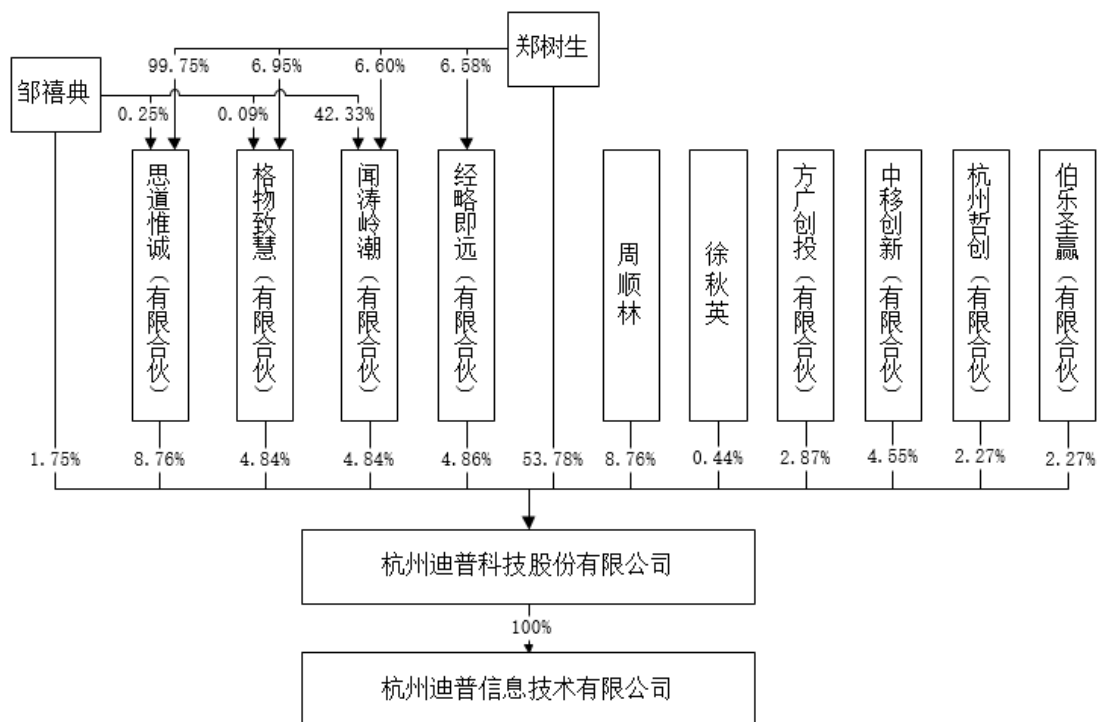 郑树生
99.75%
6.95%
6.60%
6.58%
邹禧典
0.25%
0.09%
42.33%
思道惟诚（有限合伙）
格物致慧（有限合伙）
闻涛岭潮（有限合伙）
经略即远（有限合伙）
周顺林
徐秋英
方广创投（有限合伙）
中移创新（有限合伙）
杭州哲创（有限合伙）
伯乐圣赢（有限合伙）
1.75%
8.76%
4.84%
4.84%
4.86%
53.78%
8.76%
0.44%
2.87%
4.55%
2.27%
2.27%
杭州迪普科技股份有限公司
100%
杭州迪普信息技术有限公司